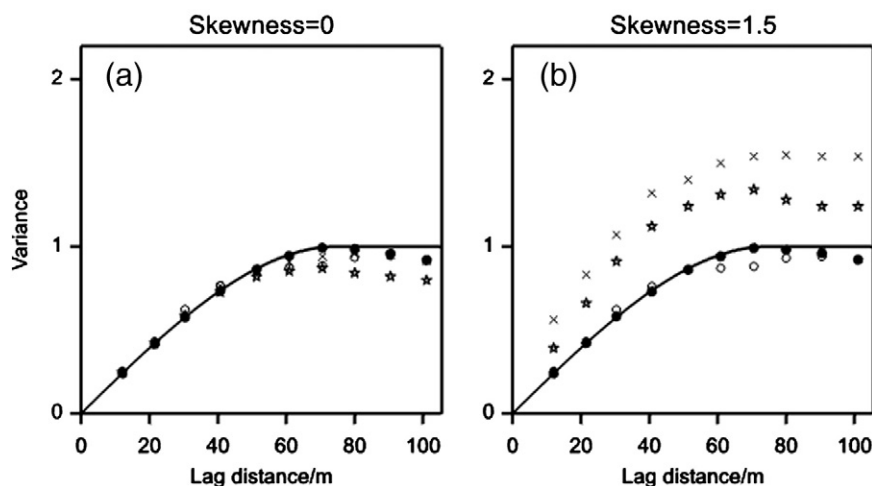 Skewness=0
(a)
Variance
2
1
0
0 20 40 60 80 100
Lag distance/m
Skewness=1.5
(b)
2
1
0
0 20 40 60 80 100
Lag distance/m